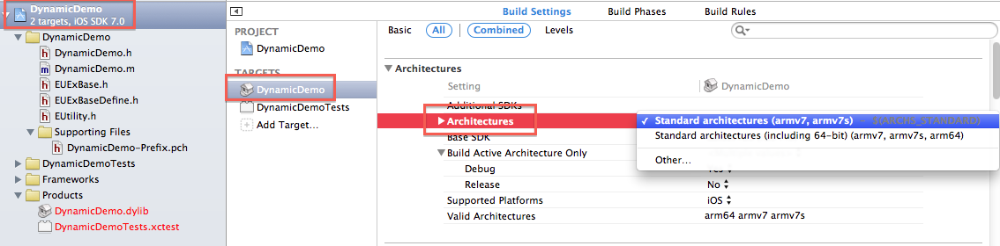 DynamicDemo
2 targets, iOS SDK 7.0
DynamicDemo
DynamicDemo.h
DynamicDemo.m
EUExBase.h
EUExBaseDefine.h
EUtility.h
Supporting Files
DynamicDemo-Prefix.pch
DynamicDemoTests
Frameworks
Products
DynamicDemo.dylib
DynamicDemoTests.xctest
PROJECT
DynamicDemo
TARGETS
DynamicDemo
DynamicDemoTests
Add Target...
Build Settings Build Phases Build Rules
Basic All Combined Levels
Architectures
Setting DynamicDemo
Additional SDKs
Architectures
Standard architectures (armv7, armv7s) $(ARCHS_STANDARD)
Standard architectures (including 64-bit) (armv7, armv7s, arm64)
Other...
Base SDK
Build Active Architecture Only
Debug Yes
Release No
Supported Platforms iOS
Valid Architectures arm64 armv7 armv7s